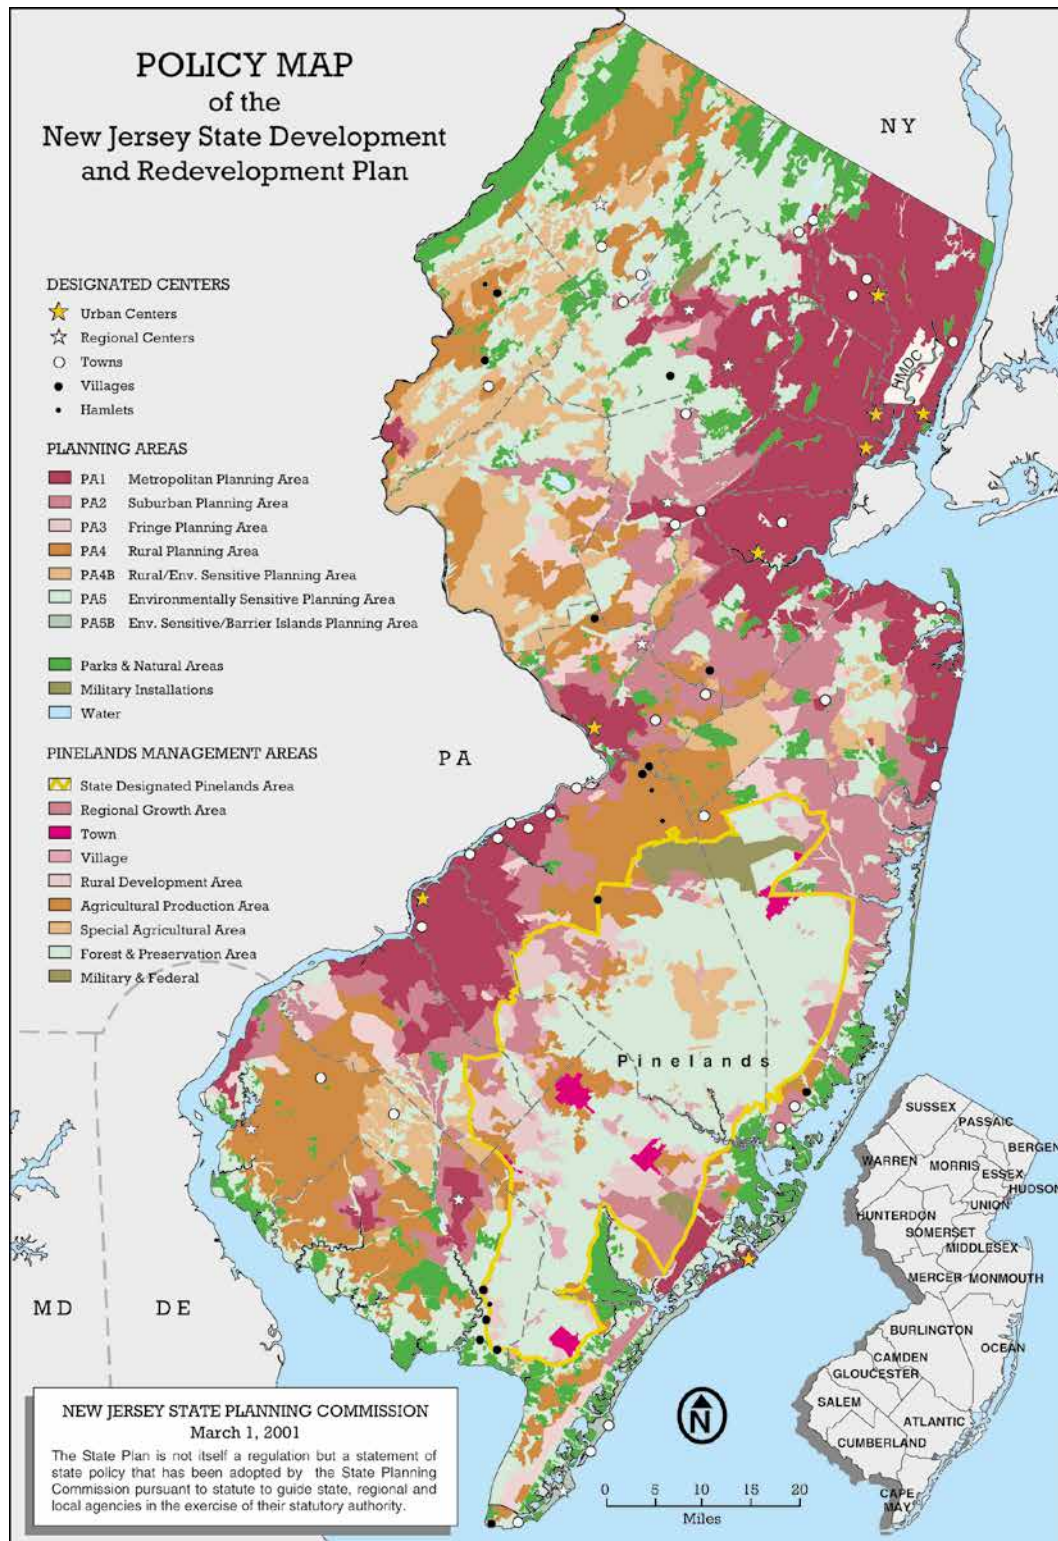 POLICY MAP
of the
New Jersey State Development
and Redevelopment Plan
DESIGNATED CENTERS
Urban Centers
Regional Centers
Towns
Villages
Hamlets
PLANNING AREAS
PA1 Metropolitan Planning Area
PA2 Suburban Planning Area
PA3 Fringe Planning Area
PA4 Rural Planning Area
PA4B Rural/Env. Sensitive Planning Area
PA5 Environmentally Sensitive Planning Area
PA5B Env. Sensitive/Barrier Islands Planning Area
Parks & Natural Areas
Military Installations
Water
PINELANDS MANAGEMENT AREAS
State Designated Pinelands Area
Regional Growth Area
Town
Village
Rural Development Area
Agricultural Production Area
Special Agricultural Area
Forest & Preservation Area
Military & Federal
NY
HMDC
PA
Pinelands
MD
DE
NEW JERSEY STATE PLANNING COMMISSION
March 1, 2001
The State Plan is not itself a regulation but a statement of
state policy that has been adopted by the State Planning
Commission pursuant to statute to guide state, regional and
local agencies in the exercise of their statutory authority.
N
0 5 10 15 20
Miles
SUSSEX
PASSAIC
BERGEN
WARREN
MORRIS
ESSEX
HUDSON
UNION
HUNTERDON
SOMERSET
MIDDLESEX
MERCER
MONMOUTH
BURLINGTON
OCEAN
CAMDEN
GLOUCESTER
SALEM
ATLANTIC
CUMBERLAND
CAPE
MAY